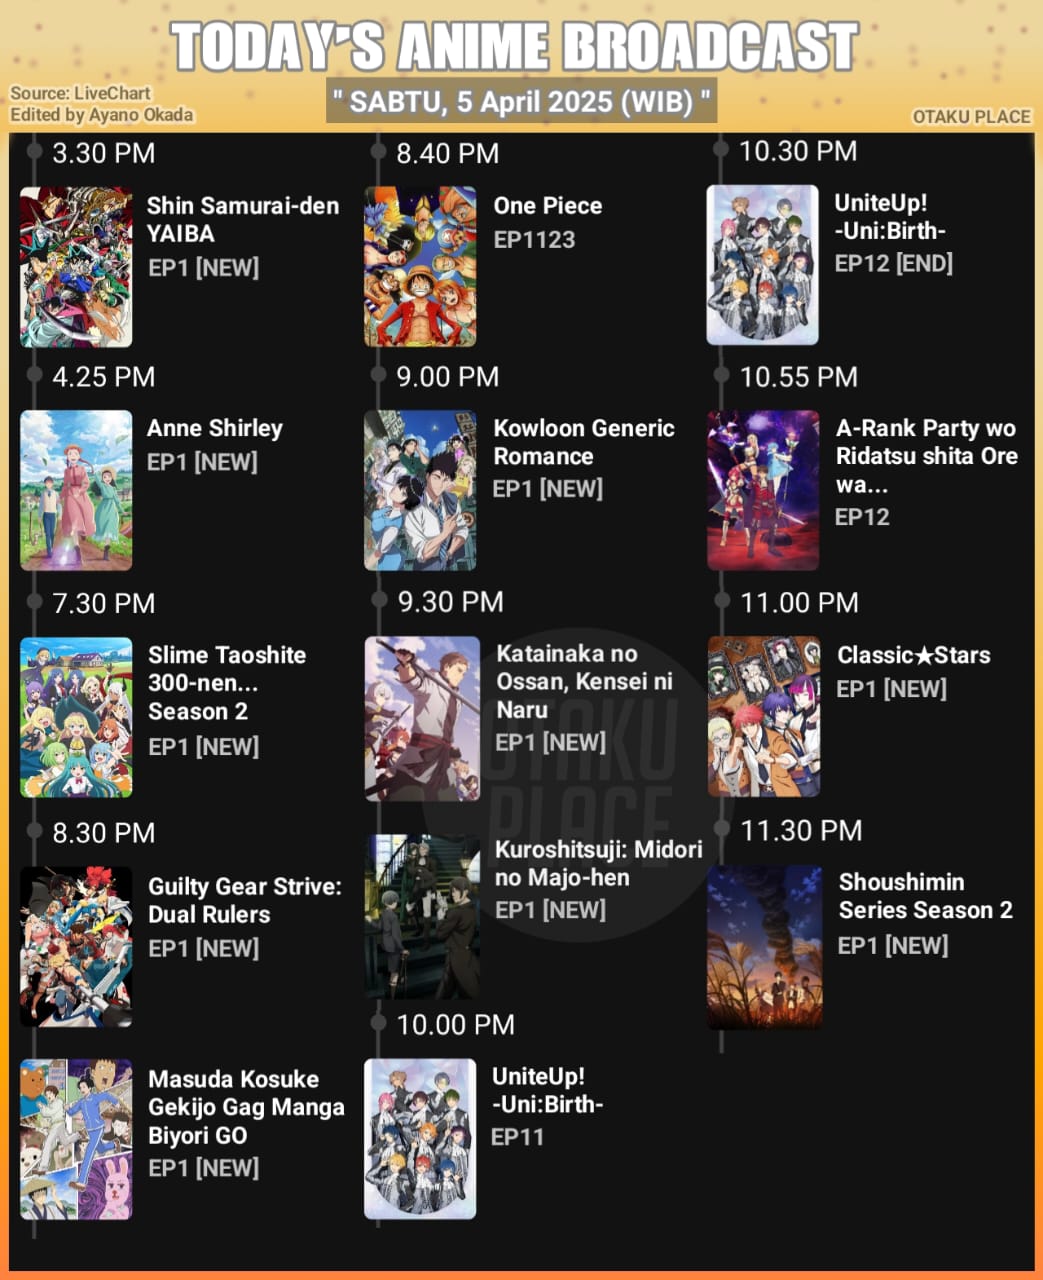 TODAY'S ANIME BROADCAST
Source: LiveChart
Edited by Ayano Okada
" SABTU, 5 April 2025 (WIB) "
OTAKU PLACE
3.30 PM
Shin Samurai-den
YAIBA
EP1 [NEW]
4.25 PM
Anne Shirley
EP1 [NEW]
7.30 PM
Slime Taoshite
300-nen...
Season 2
EP1 [NEW]
8.30 PM
Guilty Gear Strive:
Dual Rulers
EP1 [NEW]
Masuda Kosuke
Gekijo Gag Manga
Biyori GO
EP1 [NEW]
8.40 PM
One Piece
EP1123
9.00 PM
Kowloon Generic
Romance
EP1 [NEW]
9.30 PM
Katainaka no
Ossan, Kensei ni
Naru
EP1 [NEW]
OTAKU
PLACE
Kuroshitsuji: Midori
no Majo-hen
EP1 [NEW]
10.00 PM
UniteUp!
-Uni:Birth-
EP11
10.30 PM
UniteUp!
-Uni:Birth-
EP12 [END]
10.55 PM
A-Rank Party wo
Ridatsu shita Ore
wa...
EP12
11.00 PM
Classic★Stars
EP1 [NEW]
11.30 PM
Shoushimin
Series Season 2
EP1 [NEW]